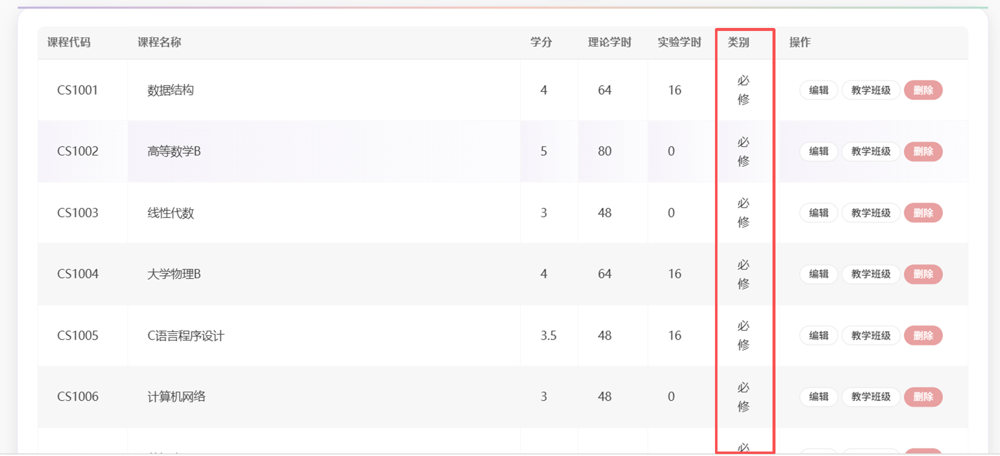 课程代码 课程名称 学分 理论学时 实验学时 类别 操作
CS1001 数据结构 4 64 16 必修 编辑 教学班级 删除
CS1002 高等数学B 5 80 0 必修 编辑 教学班级 删除
CS1003 线性代数 3 48 0 必修 编辑 教学班级 删除
CS1004 大学物理B 4 64 16 必修 编辑 教学班级 删除
CS1005 C语言程序设计 3.5 48 16 必修 编辑 教学班级 删除
CS1006 计算机网络 3 48 0 必修 编辑 教学班级 删除
必